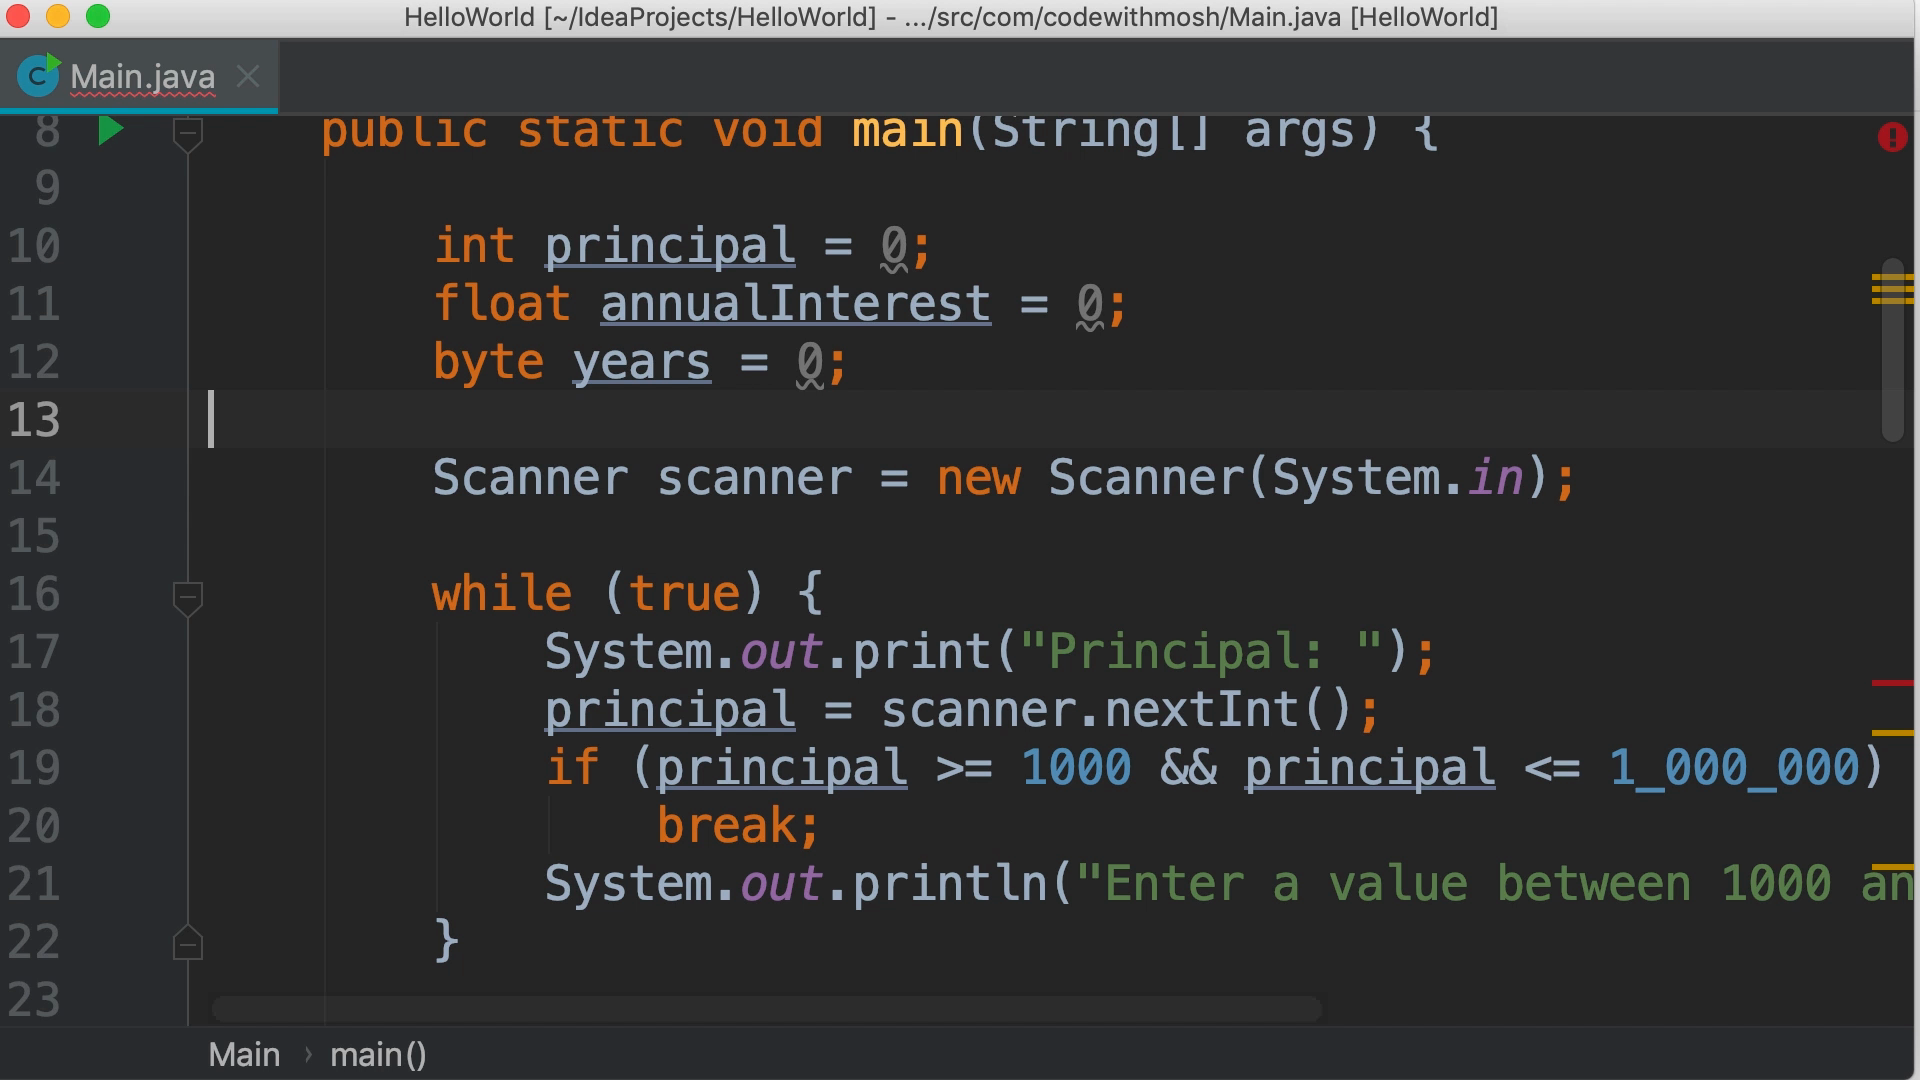 HelloWorld [~/IdeaProjects/HelloWorld] - .../src/com/codewithmosh/Main.java [HelloWorld]
Main.java
8 public static void main(String[] args) {
9
10 int principal = 0;
11 float annualInterest = 0;
12 byte years = 0;
13
14 Scanner scanner = new Scanner(System.in);
15
16 while (true) {
17 System.out.print("Principal: ");
18 principal = scanner.nextInt();
19 if (principal >= 1000 && principal <= 1_000_000)
20 break;
21 System.out.println("Enter a value between 1000 an
22 }
23
Main › main()